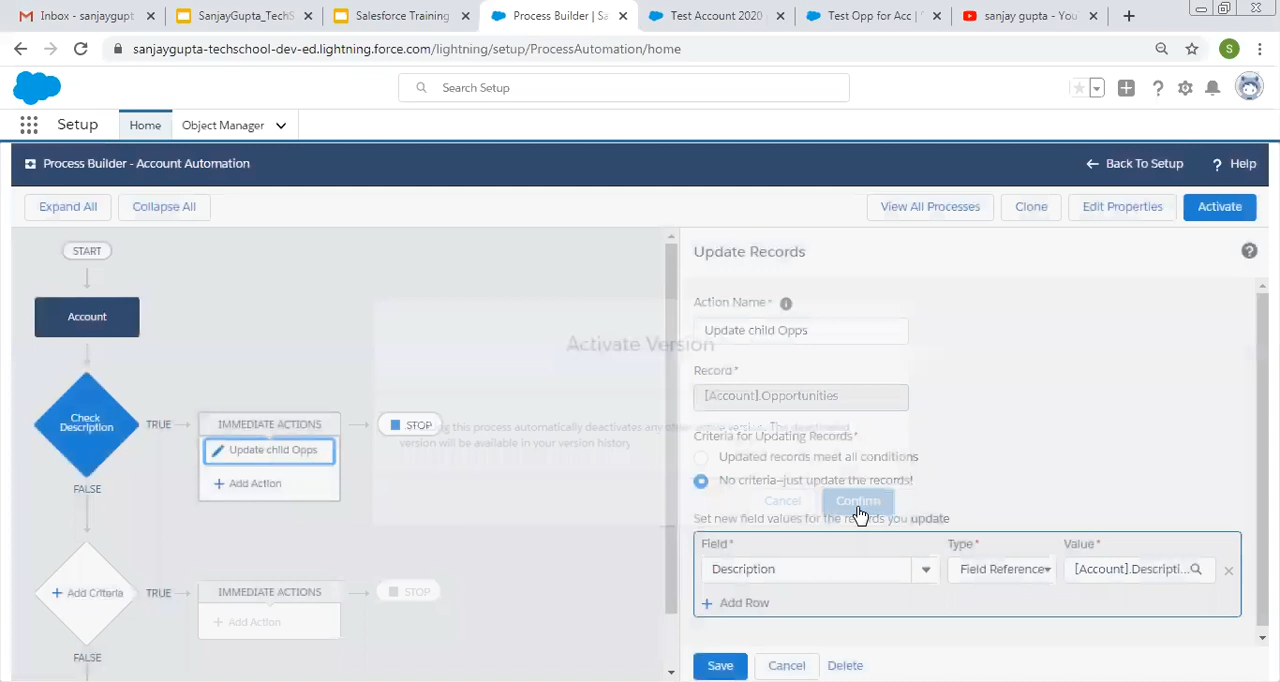 Inbox - sanjaygupt
SanjayGupta_TechS
Salesforce Training
Process Builder | Sa
Test Account 2020
Test Opp for Acc |
sanjay gupta - You
sanjaygupta-techschool-dev-ed.lightning.force.com/lightning/setup/ProcessAutomation/home
S
Search Setup
Setup
Home
Object Manager
Process Builder - Account Automation
Back To Setup
? Help
Expand All
Collapse All
View All Processes
Clone
Edit Properties
Activate
START
Account
Check
Description
TRUE
IMMEDIATE ACTIONS
Update child Opps
+ Add Action
STOP
FALSE
+ Add Criteria
TRUE
IMMEDIATE ACTIONS
+ Add Action
STOP
FALSE
Activate Version
this process automatically deactivates any
version will be available in your version history
Cancel
Confirm
Update Records
Action Name*
Update child Opps
Record*
[Account].Opportunities
Criteria for Updating Records*
Updated records meet all conditions
No criteria—just update the records!
Set new field values for the records you update
Field*
Type*
Value*
Description
Field Reference
[Account].Descripti...
+ Add Row
Save
Cancel
Delete